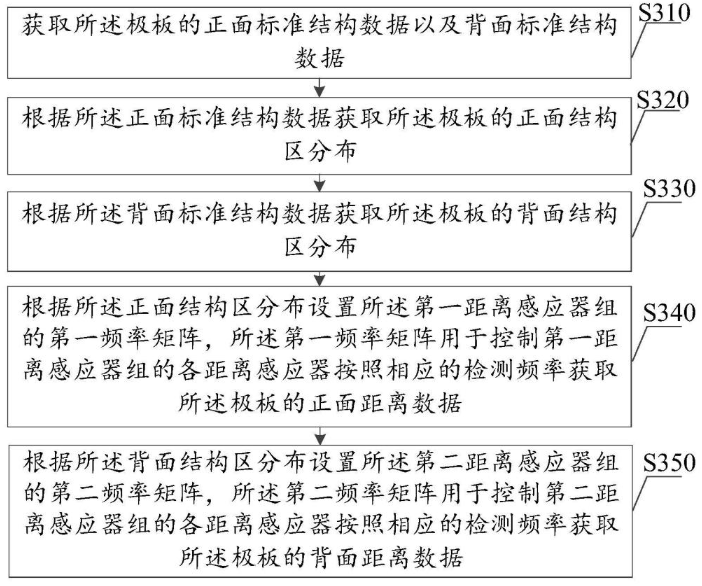 获取所述极板的正面标准结构数据以及背面标准结构
数据
S310
根据所述正面标准结构数据获取所述极板的正面结构
区分布
S320
根据所述背面标准结构数据获取所述极板的背面结构
区分布
S330
根据所述正面结构区分布设置所述第一距离感应器组
的第一频率矩阵，所述第一频率矩阵用于控制第一距
离感应器组的各距离感应器按照相应的检测频率获取
所述极板的正面距离数据
S340
根据所述背面结构区分布设置所述第二距离感应器组
的第二频率矩阵，所述第二频率矩阵用于控制第二距
离感应器组的各距离感应器按照相应的检测频率获取
所述极板的背面距离数据
S350